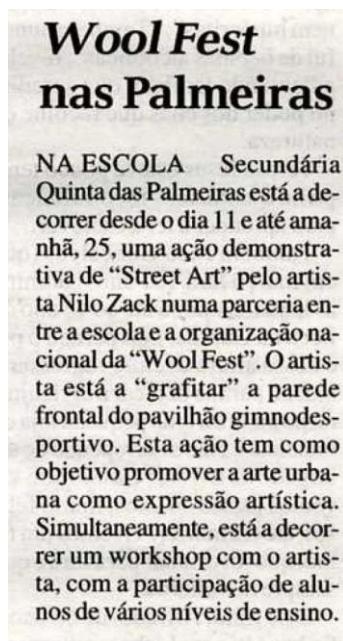 Wool Fest
nas Palmeiras
NA ESCOLA Secundária
Quinta das Palmeiras está a de-
correr desde o dia 11 e até ama-
nhã, 25, uma ação demonstra-
tiva de “Street Art” pelo artis-
ta Nilo Zack numa parceria en-
tre a escola e a organização na-
cional da “Wool Fest”. O artis-
ta está a “grafitar” a parede
frontal do pavilhão gimnodes-
portivo. Esta ação tem como
objetivo promover a arte urba-
na como expressão artística.
Simultaneamente, está a decor-
rer um workshop com o artis-
ta, com a participação de alu-
nos de vários níveis de ensino.